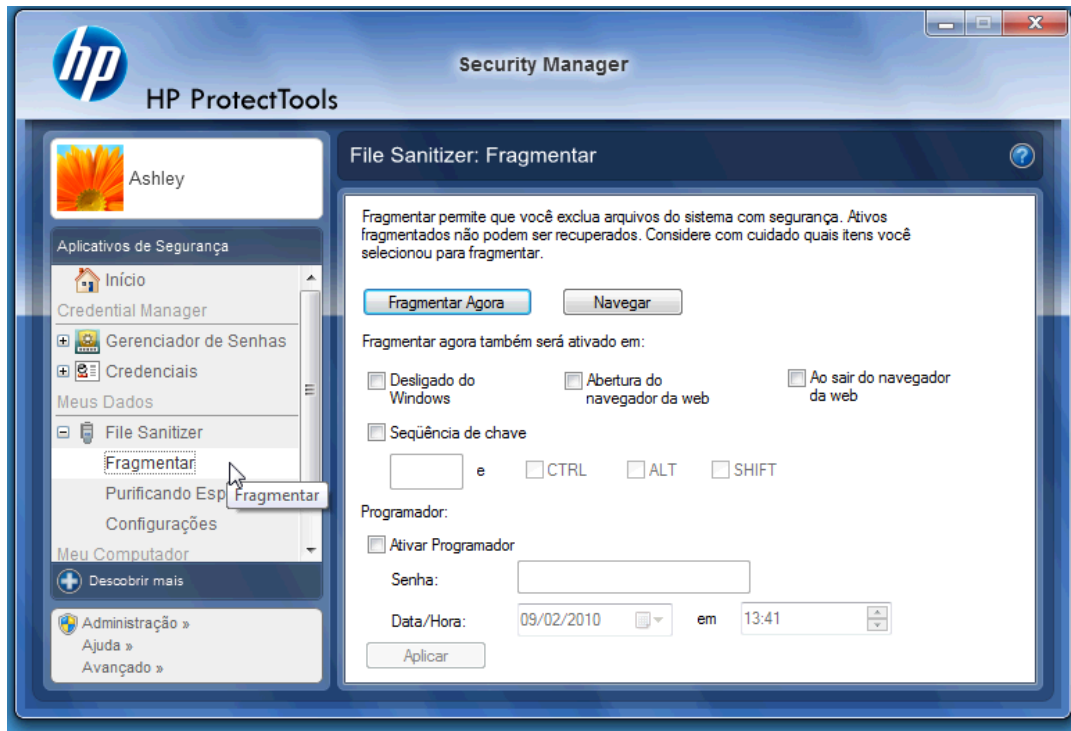 hp
Security Manager
HP ProtectTools
Ashley
Aplicativos de Segurança
Início
Credential Manager
Gerenciador de Senhas
Credenciais
Meus Dados
File Sanitizer
Fragmentar
Purificando Esp
Fragmentar
Configurações
Meu Computador
Descobrir mais
Administração »
Ajuda »
Avançado »
File Sanitizer: Fragmentar
?
Fragmentar permite que você exclua arquivos do sistema com segurança. Ativos
fragmentados não podem ser recuperados. Considere com cuidado quais itens você
selecionou para fragmentar.
Fragmentar Agora
Navegar
Fragmentar agora também será ativado em:
Desligado do
Windows
Abertura do
navegador da web
Ao sair do navegador
da web
Seqüência de chave
e
CTRL
ALT
SHIFT
Programador:
Ativar Programador
Senha:
Data/Hora:
09/02/2010
em
13:41
Aplicar